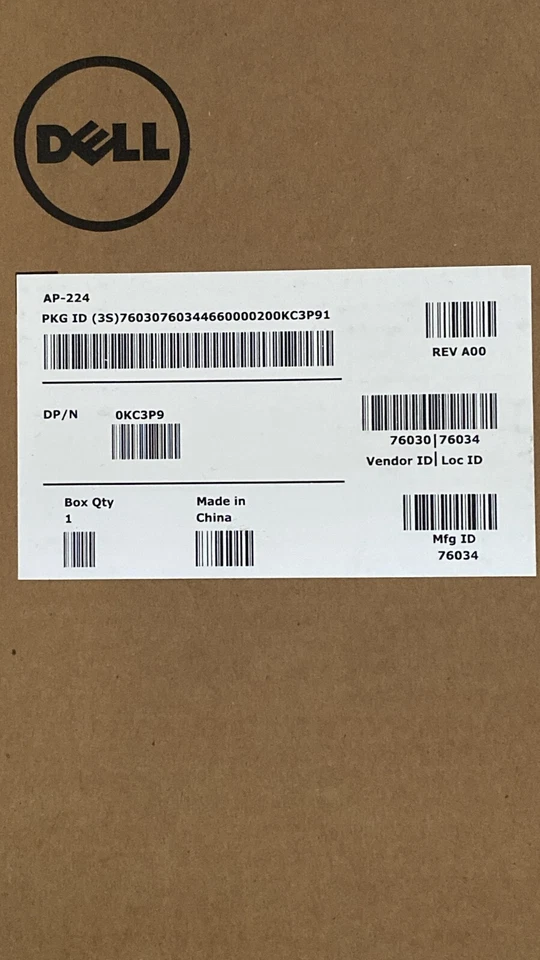 DELL
AP-224
PKG ID (3S)76030760344660000200KC3P91
REV A00
DP/N 0KC3P9
76030|76034
Vendor ID| Loc ID
Box Qty
1
Made in
China
Mfg ID
76034